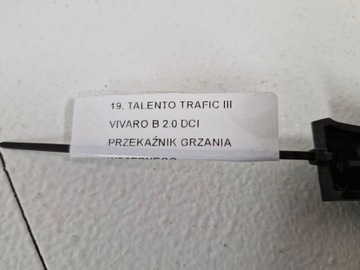 19. TALENTO TRAFIC III
VIVARO B 2.0 DCI
PRZEKAŹNIK GRZANIA